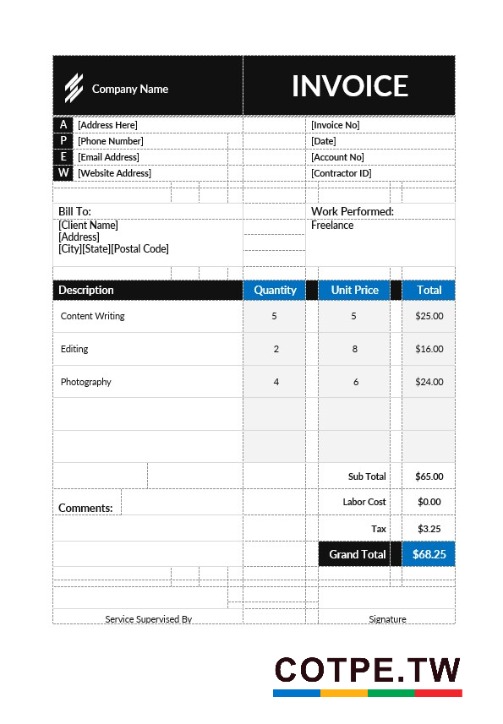 Company Name
INVOICE
A [Address Here] [Invoice No]
P [Phone Number] [Date]
E [Email Address] [Account No]
W [Website Address] [Contractor ID]
Bill To: Work Performed:
[Client Name] Freelance
[Address]
[City][State][Postal Code]
Description Quantity Unit Price Total
Content Writing 5 5 $25.00
Editing 2 8 $16.00
Photography 4 6 $24.00
Sub Total $65.00
Labor Cost $0.00
Comments:
Tax $3.25
Grand Total $68.25
Service Supervised By Signature
COTPE.TW